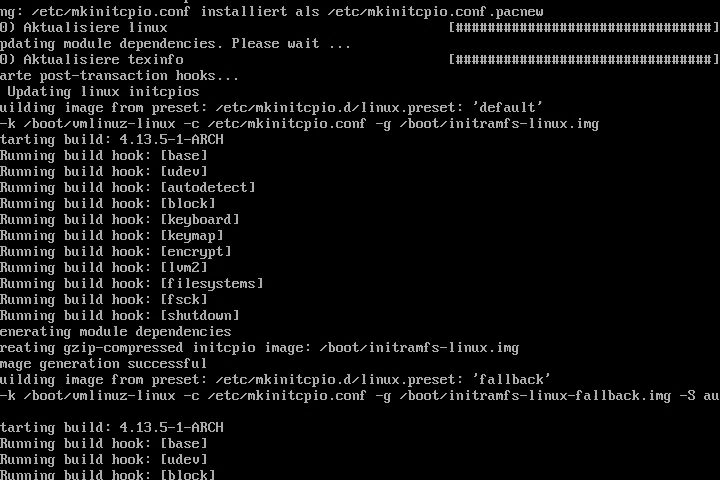 ng: /etc/mkinitcpio.conf installiert als /etc/mkinitcpio.conf.pacnew
0) Aktualisiere linux [################################]
pdating module dependencies. Please wait ...
0) Aktualisiere texinfo [################################]
arte post-transaction hooks...
Updating linux initcpios
uilding image from preset: /etc/mkinitcpio.d/linux.preset: 'default'
-k /boot/vmlinuz-linux -c /etc/mkinitcpio.conf -g /boot/initramfs-linux.img
tarting build: 4.13.5-1-ARCH
Running build hook: [base]
Running build hook: [udev]
Running build hook: [autodetect]
Running build hook: [block]
Running build hook: [keyboard]
Running build hook: [keymap]
Running build hook: [encrypt]
Running build hook: [lvm2]
Running build hook: [filesystems]
Running build hook: [fsck]
Running build hook: [shutdown]
enerating module dependencies
reating gzip-compressed initcpio image: /boot/initramfs-linux.img
mage generation successful
uilding image from preset: /etc/mkinitcpio.d/linux.preset: 'fallback'
-k /boot/vmlinuz-linux -c /etc/mkinitcpio.conf -g /boot/initramfs-linux-fallback.img -S au
tarting build: 4.13.5-1-ARCH
Running build hook: [base]
Running build hook: [udev]
Running build hook: [block]